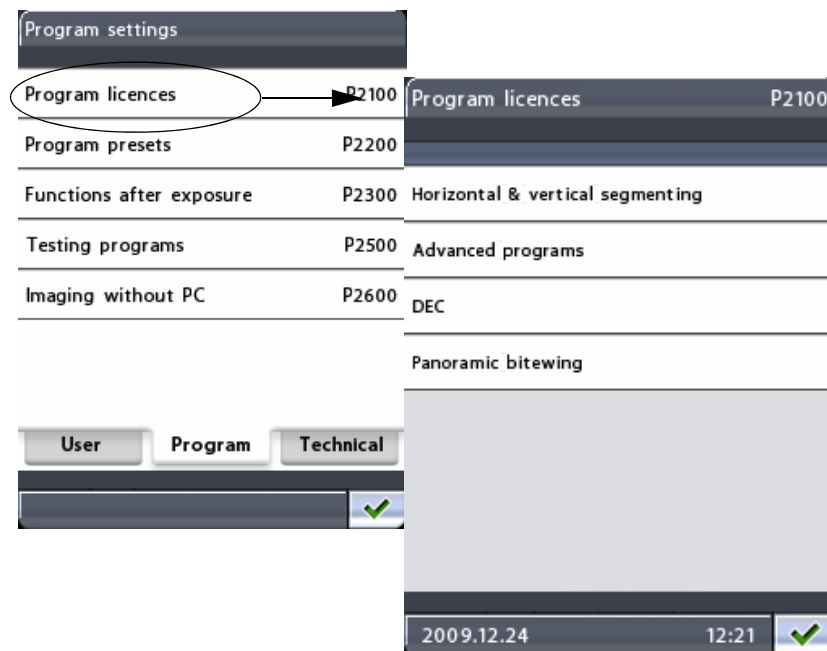 Program settings
Program licences P2100
Program presets P2200
Functions after exposure P2300
Testing programs P2500
Imaging without PC P2600
User Program Technical
Program licences P2100
Horizontal & vertical segmenting
Advanced programs
DEC
Panoramic bitewing
2009.12.24 12:21